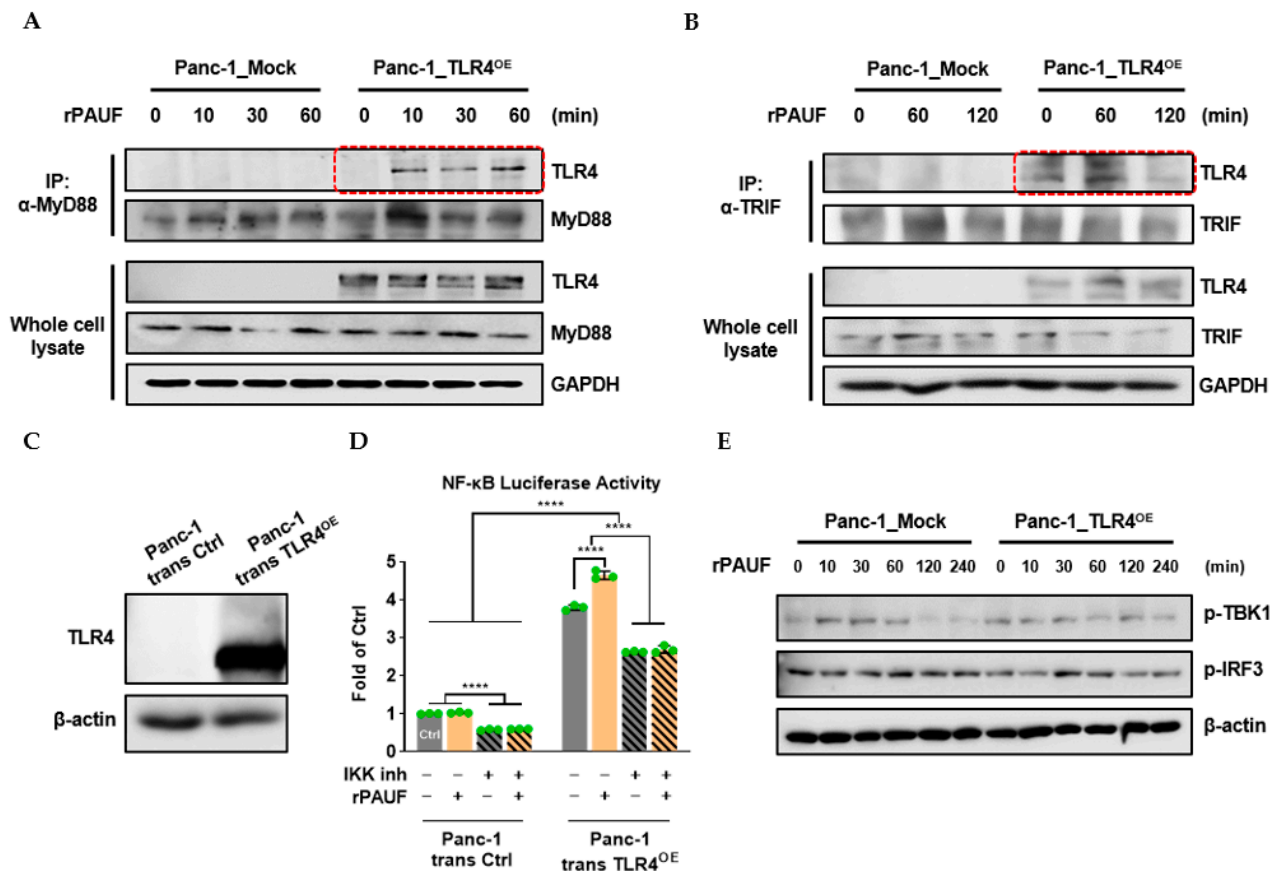 A
Panc-1_Mock Panc-1_TLR4OE
rPAUF 0 10 30 60 0 10 30 60 (min)
IP:
α-MyD88
TLR4
MyD88
Whole cell
lysate
TLR4
MyD88
GAPDH
B
Panc-1_Mock Panc-1_TLR4OE
rPAUF 0 60 120 0 60 120 (min)
IP:
α-TRIF
TLR4
TRIF
Whole cell
lysate
TLR4
TRIF
GAPDH
C
Panc-1
trans Ctrl
Panc-1
trans TLR4OE
TLR4
β-actin
D
NF-κB Luciferase Activity
****
****
****
****
Fold of Ctrl
5
4
3
2
1
0
Ctrl
IKK inh – – + + – – + +
rPAUF – + – + – + – +
Panc-1
trans Ctrl
Panc-1
trans TLR4OE
E
Panc-1_Mock Panc-1_TLR4OE
rPAUF 0 10 30 60 120 240 0 10 30 60 120 240 (min)
p-TBK1
p-IRF3
β-actin